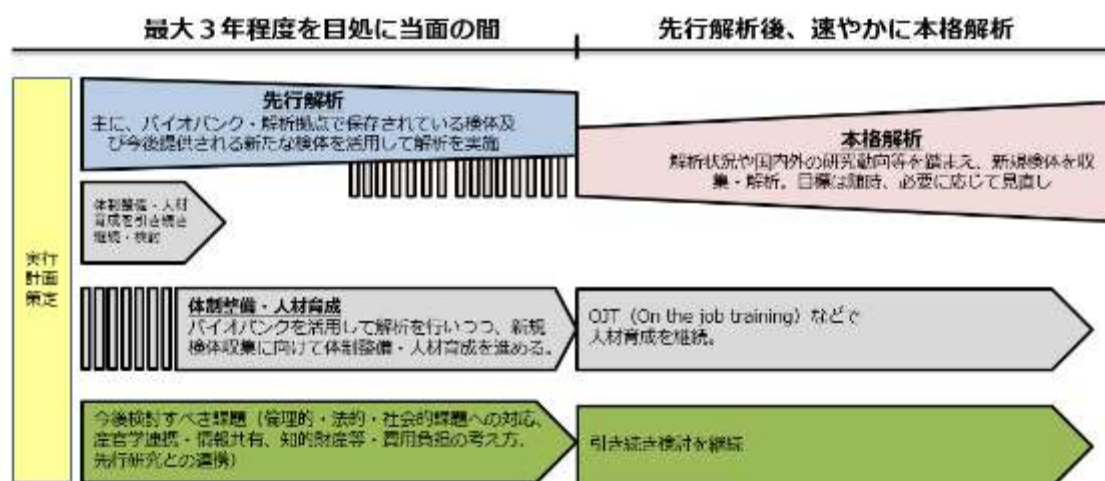 最大３年程度を目処に当面の間
先行解析後、速やかに本格解析
実行
計画
策定
先行解析
主に、バイオバンク・解析拠点で保存されている検体及
び今後提供される新たな検体を活用して解析を実施
本格解析
解析状況や国内外の研究動向等を踏まえ、新規検体を収
集・解析。目標は随時、必要に応じて見直し
体制整備・人材
育成を引き続き
継続・検討
体制整備・人材育成
バイオバンクを活用して解析を行いつつ、新規
検体収集に向けて体制整備・人材育成を進める。
OJT（On the job training）などで
人材育成を継続。
今後検討すべき課題（倫理的・法的・社会的課題への対応、
産官学連携・情報共有、知的財産等・費用負担の考え方、
先行研究との連携）
引き続き検討を継続